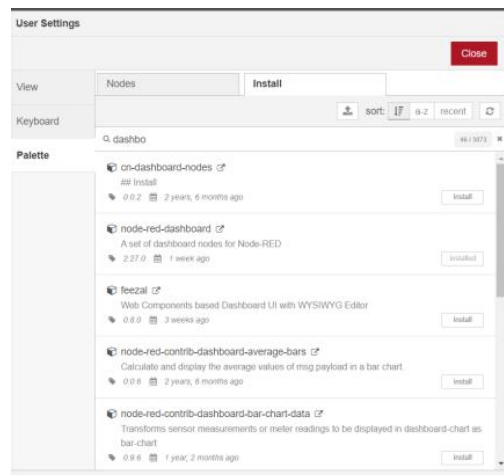 User Settings
Close
View
Keyboard
Palette
Nodes
Install
sort:
a-z
recent
dashbo
46 / 3073
cn-dashboard-nodes
## Install
0.0.2 2 years, 6 months ago
install
node-red-dashboard
A set of dashboard nodes for Node-RED
2.27.0 1 week ago
installed
feezal
Web Components based Dashboard UI with WYSIWYG Editor
0.8.0 3 weeks ago
install
node-red-contrib-dashboard-average-bars
Calculate and display the average values of msg payload in a bar chart.
0.0.6 2 years, 6 months ago
install
node-red-contrib-dashboard-bar-chart-data
Transforms sensor measurements or meter readings to be displayed in dashboard-chart as
bar-chart
0.9.6 1 year, 2 months ago
install